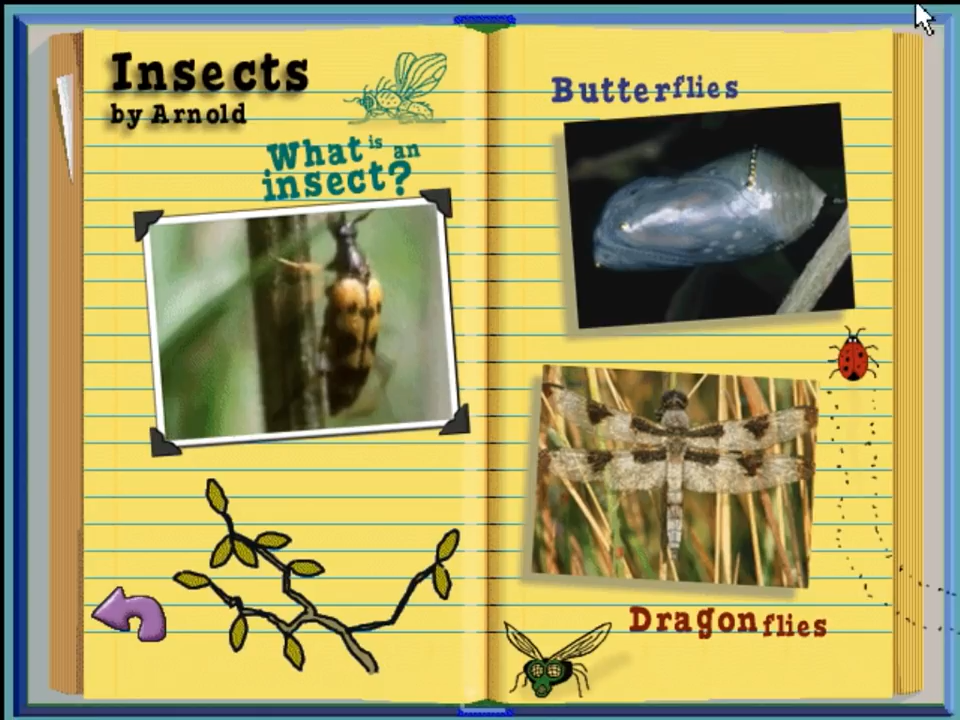 Insects
by Arnold
What is an
insect?
Butterflies
Dragonflies